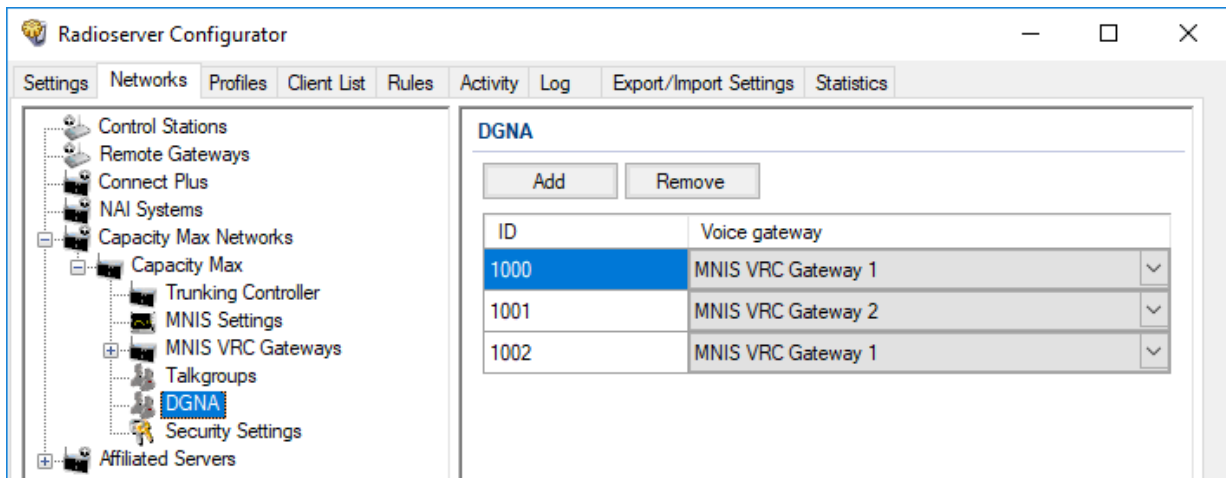 Radioserver Configurator
Settings Networks Profiles Client List Rules Activity Log Export/Import Settings Statistics
Control Stations
Remote Gateways
Connect Plus
NAI Systems
Capacity Max Networks
Capacity Max
Trunking Controller
MNIS Settings
MNIS VRC Gateways
Talkgroups
DGNA
Security Settings
Affiliated Servers
DGNA
Add Remove
ID Voice gateway
1000 MNIS VRC Gateway 1
1001 MNIS VRC Gateway 2
1002 MNIS VRC Gateway 1